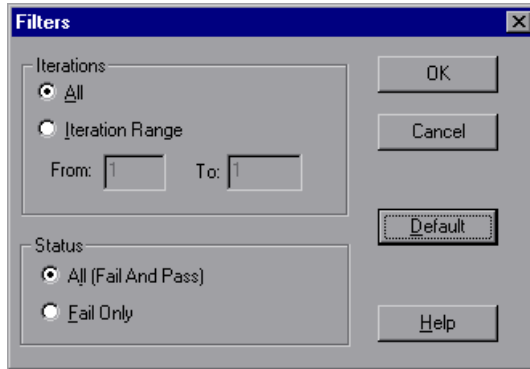 Filters
Iterations
All
Iteration Range
From: 1 To: 1
OK
Cancel
Default
Status
All (Fail And Pass)
Fail Only
Help